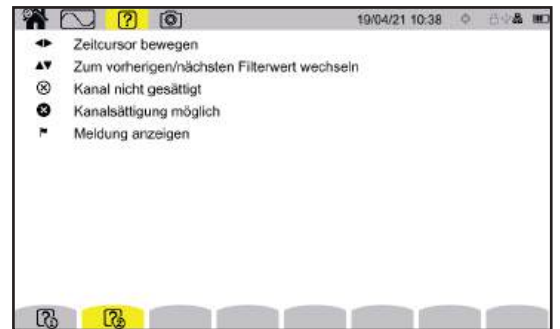 19/04/21 10:38
Zeitcursor bewegen
Zum vorherigen/nächsten Filterwert wechseln
Kanal nicht gesättigt
Kanalsättigung möglich
Meldung anzeigen